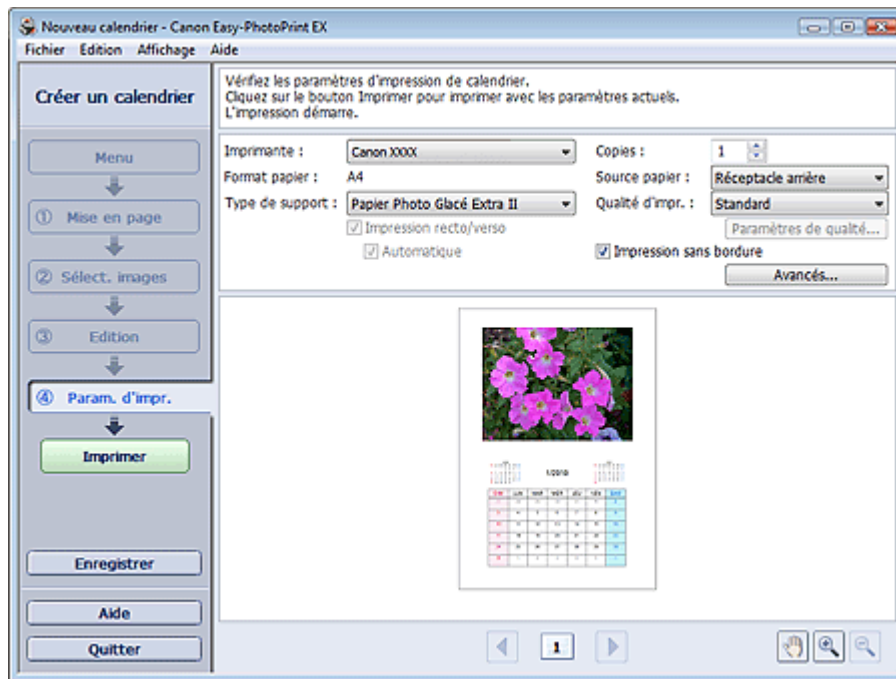 Nouveau calendrier - Canon Easy-PhotoPrint EX
Fichier Edition Affichage Aide
Créer un calendrier
Menu
① Mise en page
② Sélect. images
③ Edition
④ Param. d'impr.
Imprimer
Enregistrer
Aide
Quitter
Vérifiez les paramètres d'impression de calendrier.
Cliquez sur le bouton Imprimer pour imprimer avec les paramètres actuels.
L'impression démarre.
Imprimante : Canon XXXX
Format papier : A4
Type de support : Papier Photo Glacé Extra II
Impression recto/verso
Automatique
Copies : 1
Source papier : Réceptacle arrière
Qualité d'impr. : Standard
Paramètres de qualité...
Impression sans bordure
Avancés...
1/2010
1